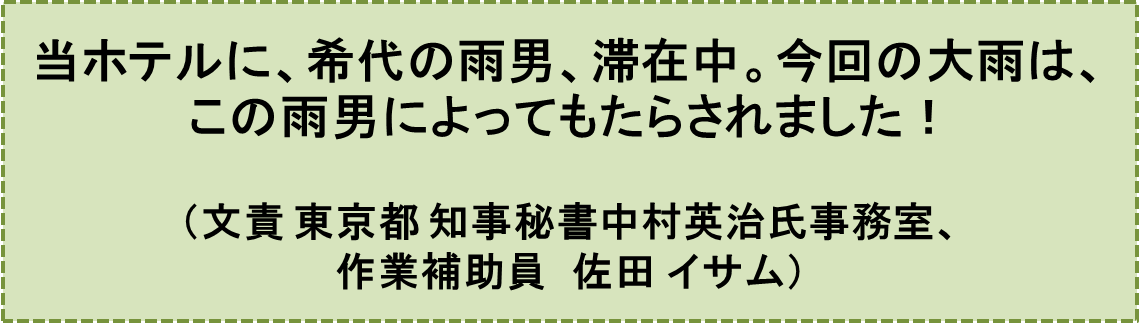 当ホテルに、希代の雨男、滞在中。今回の大雨は、
この雨男によってもたらされました！
（文責 東京都 知事秘書中村英治氏事務室、
作業補助員　佐田 イサム）